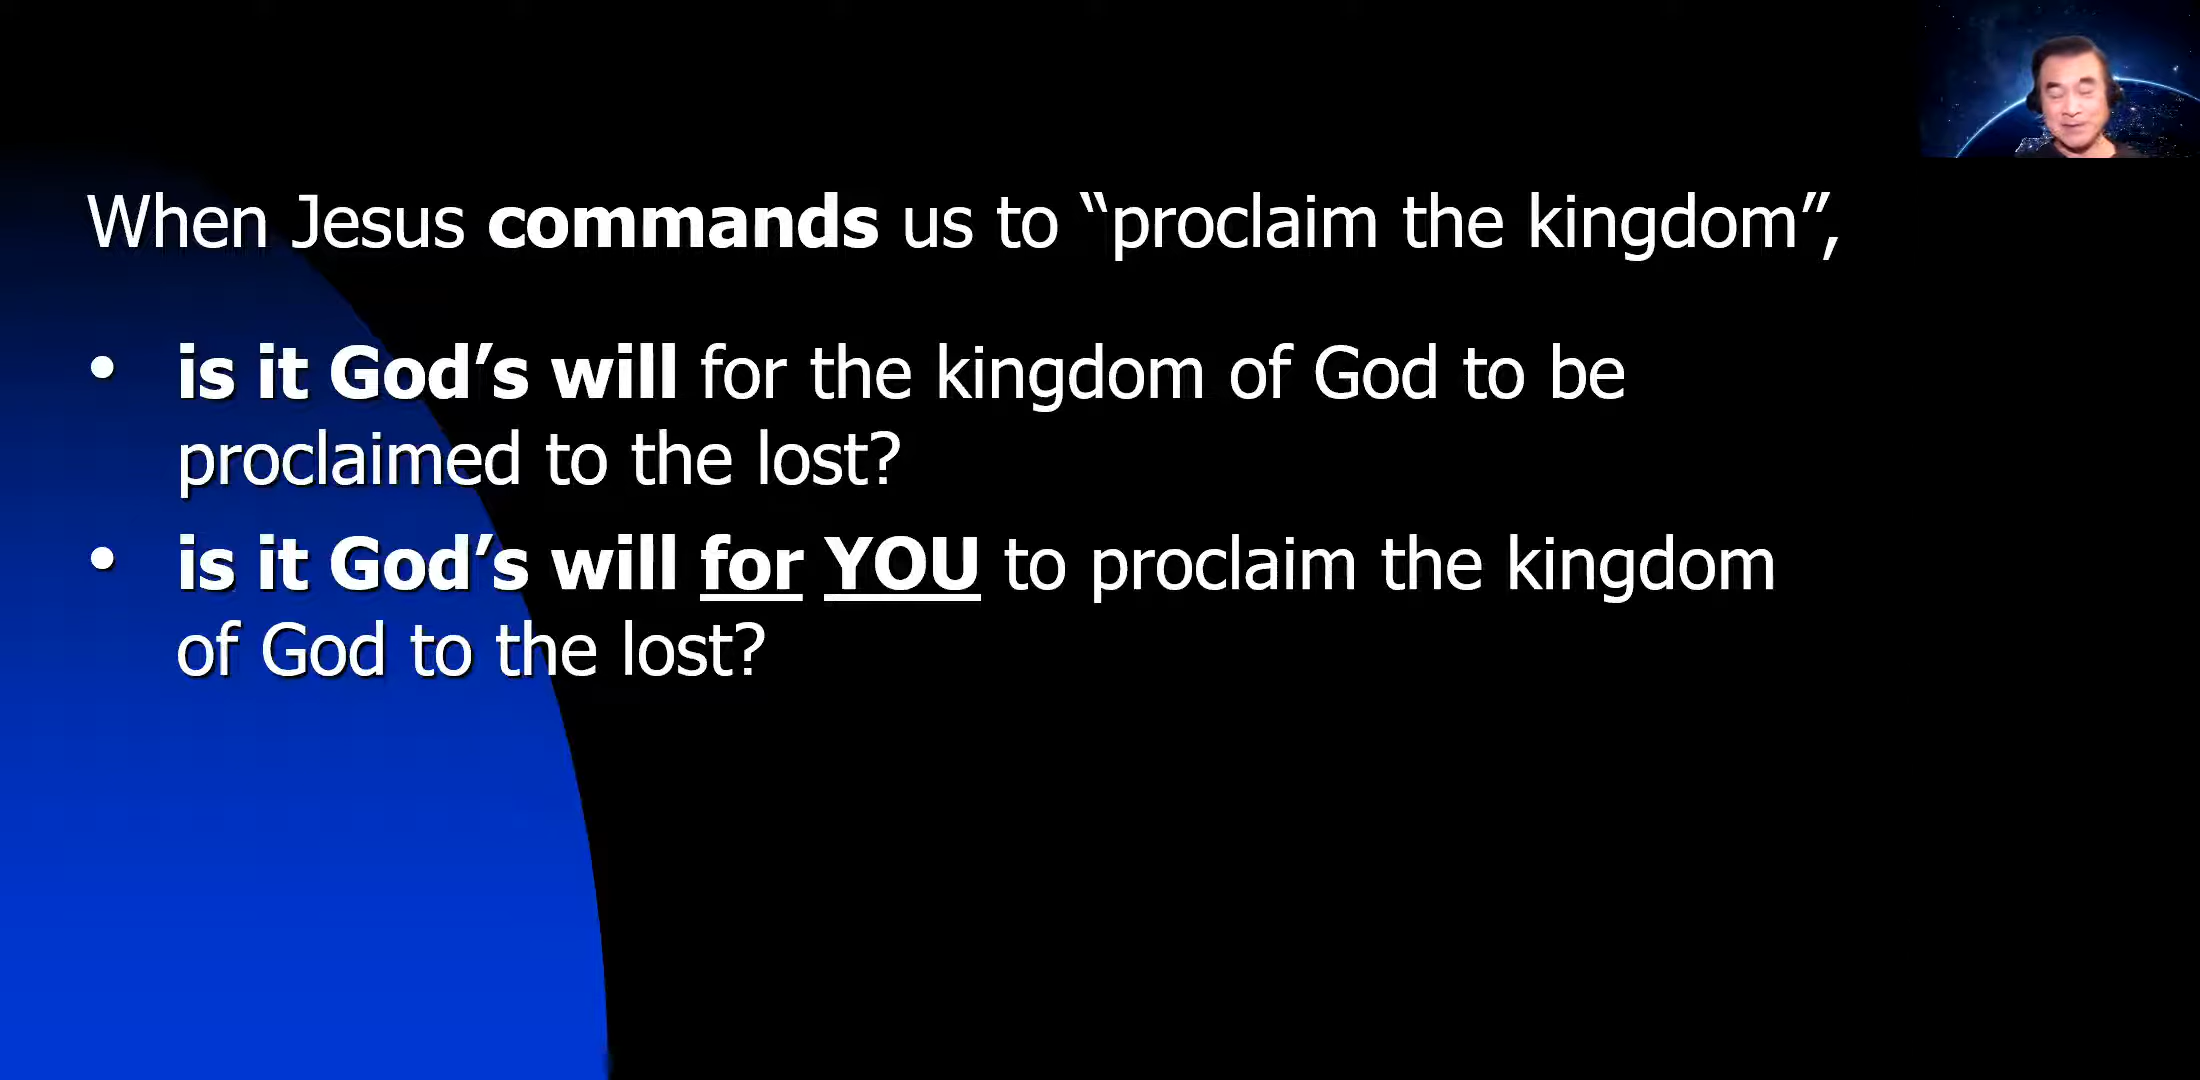 When Jesus commands us to “proclaim the kingdom”,
• is it God’s will for the kingdom of God to be
proclaimed to the lost?
• is it God’s will for YOU to proclaim the kingdom
of God to the lost?